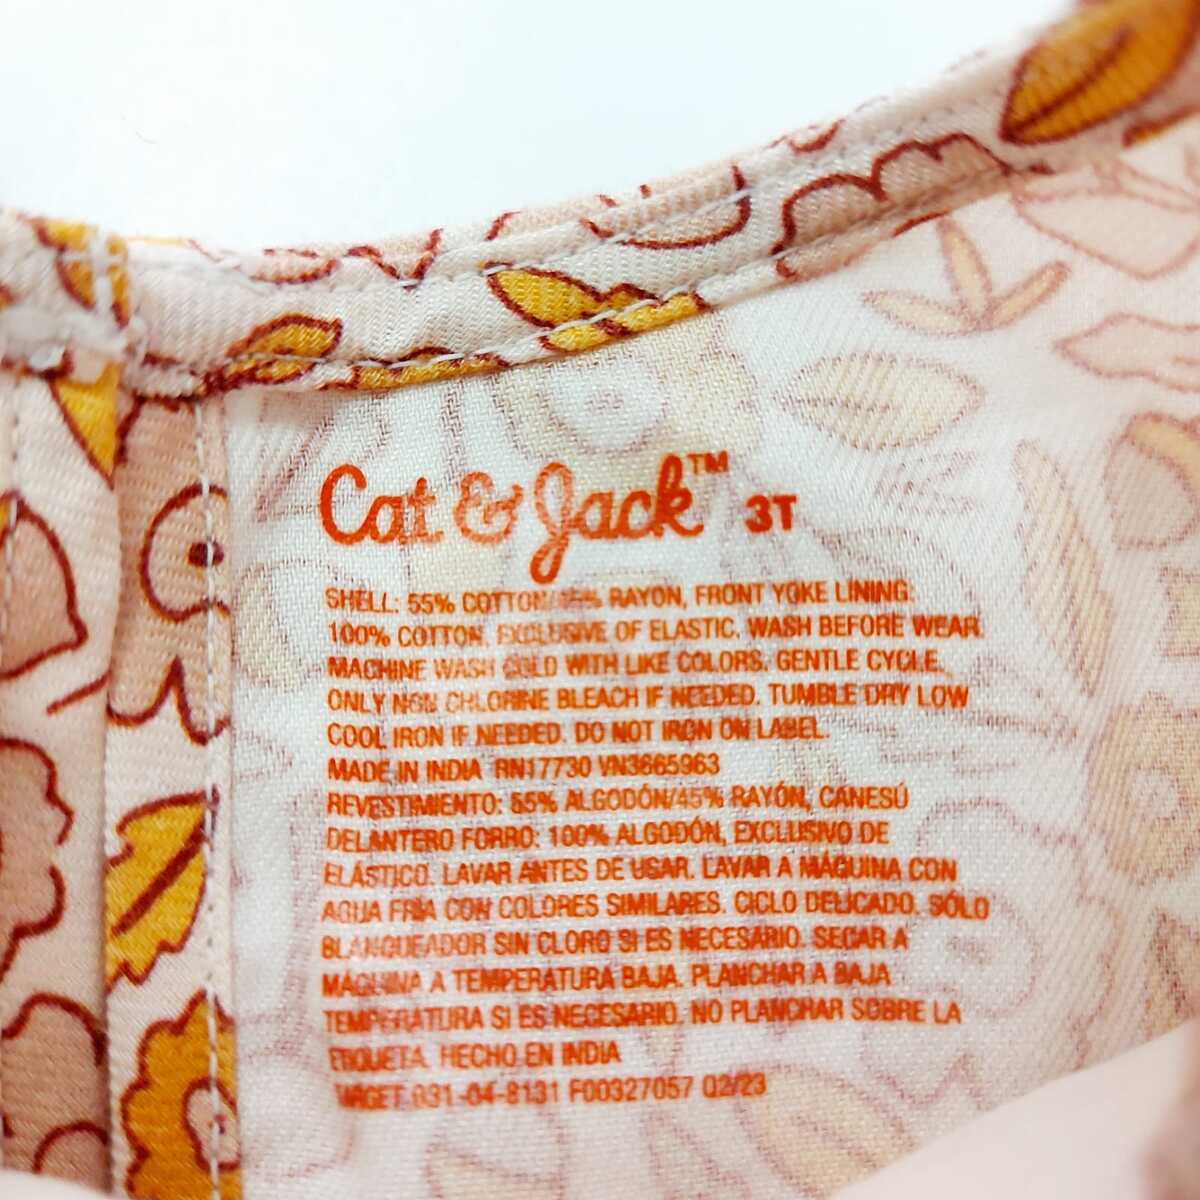 Cat & Jack™ 3T
SHELL: 55% COTTON/45% RAYON, FRONT YOKE LINING:
100% COTTON. EXCLUSIVE OF ELASTIC. WASH BEFORE WEAR.
MACHINE WASH COLD WITH LIKE COLORS. GENTLE CYCLE.
ONLY NON CHLORINE BLEACH IF NEEDED. TUMBLE DRY LOW
COOL IRON IF NEEDED. DO NOT IRON ON LABEL.
MADE IN INDIA RN17730 VN3665963
REVESTIMIENTO: 55% ALGODÓN/45% RAYÓN, CANESÚ
DELANTERO FORRO: 100% ALGODÓN, EXCLUSIVO DE
ELÁSTICO. LAVAR ANTES DE USAR. LAVAR A MÁQUINA CON
AGUA FRÍA CON COLORES SIMILARES. CICLO DELICADO. SÓLO
BLANQUEADOR SIN CLORO SI ES NECESARIO. SECAR A
MÁQUINA A TEMPERATURA BAJA. PLANCHAR A BAJA
TEMPERATURA SI ES NECESARIO. NO PLANCHAR SOBRE LA
ETIQUETA. HECHO EN INDIA
TARGET 031-04-8131 F00327057 02/23